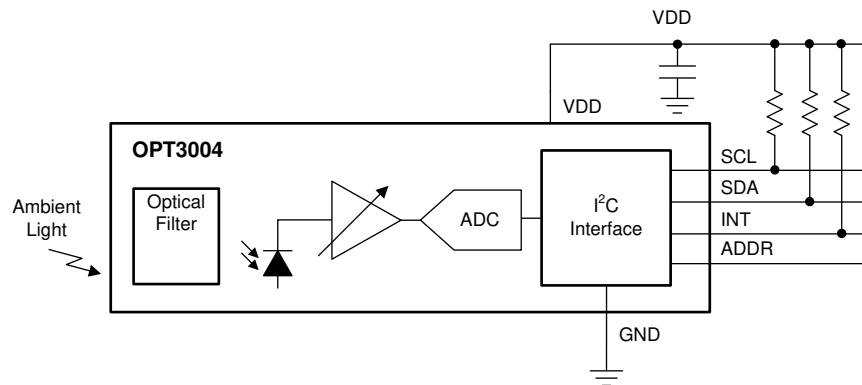 VDD
VDD
OPT3004
Ambient
Light
Optical
Filter
ADC
I²C
Interface
SCL
SDA
INT
ADDR
GND